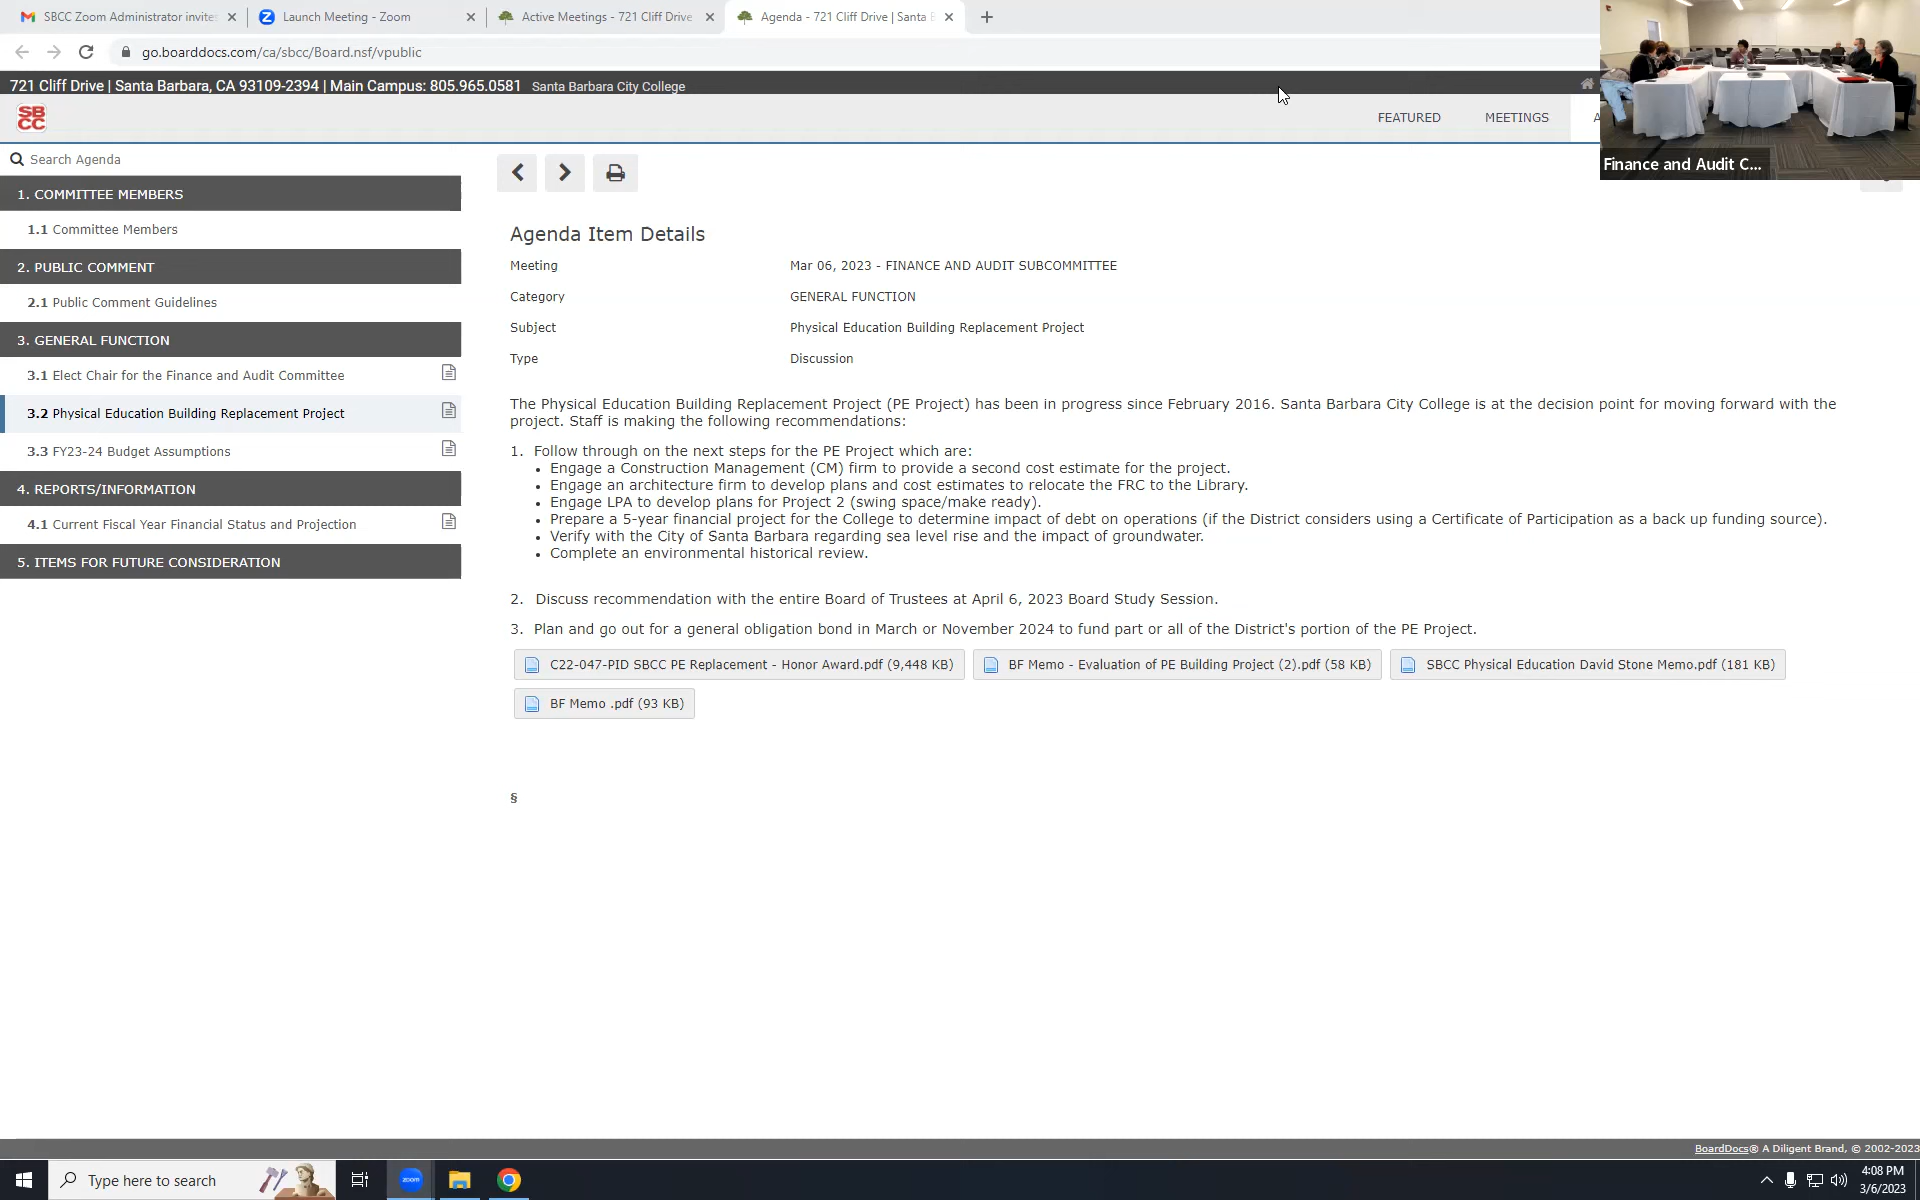 SBCC Zoom Administrator invites
Launch Meeting - Zoom
Active Meetings - 721 Cliff Drive
Agenda - 721 Cliff Drive | Santa B
go.boarddocs.com/ca/sbcc/Board.nsf/vpublic
721 Cliff Drive | Santa Barbara, CA 93109-2394 | Main Campus: 805.965.0581 Santa Barbara City College
SB
CC
FEATURED
MEETINGS
A
Finance and Audit C...
Search Agenda
1. COMMITTEE MEMBERS
1.1 Committee Members
2. PUBLIC COMMENT
2.1 Public Comment Guidelines
3. GENERAL FUNCTION
3.1 Elect Chair for the Finance and Audit Committee
3.2 Physical Education Building Replacement Project
3.3 FY23-24 Budget Assumptions
4. REPORTS/INFORMATION
4.1 Current Fiscal Year Financial Status and Projection
5. ITEMS FOR FUTURE CONSIDERATION
Agenda Item Details
Meeting Mar 06, 2023 - FINANCE AND AUDIT SUBCOMMITTEE
Category GENERAL FUNCTION
Subject Physical Education Building Replacement Project
Type Discussion
The Physical Education Building Replacement Project (PE Project) has been in progress since February 2016. Santa Barbara City College is at the decision point for moving forward with the
project. Staff is making the following recommendations:
1. Follow through on the next steps for the PE Project which are:
• Engage a Construction Management (CM) firm to provide a second cost estimate for the project.
• Engage an architecture firm to develop plans and cost estimates to relocate the FRC to the Library.
• Engage LPA to develop plans for Project 2 (swing space/make ready).
• Prepare a 5-year financial project for the College to determine impact of debt on operations (if the District considers using a Certificate of Participation as a back up funding source).
• Verify with the City of Santa Barbara regarding sea level rise and the impact of groundwater.
• Complete an environmental historical review.
2. Discuss recommendation with the entire Board of Trustees at April 6, 2023 Board Study Session.
3. Plan and go out for a general obligation bond in March or November 2024 to fund part or all of the District's portion of the PE Project.
C22-047-PID SBCC PE Replacement - Honor Award.pdf (9,448 KB)
BF Memo - Evaluation of PE Building Project (2).pdf (58 KB)
SBCC Physical Education David Stone Memo.pdf (181 KB)
BF Memo .pdf (93 KB)
§
BoardDocs® A Diligent Brand, © 2002-2023
Type here to search
zoom
4:08 PM
3/6/2023